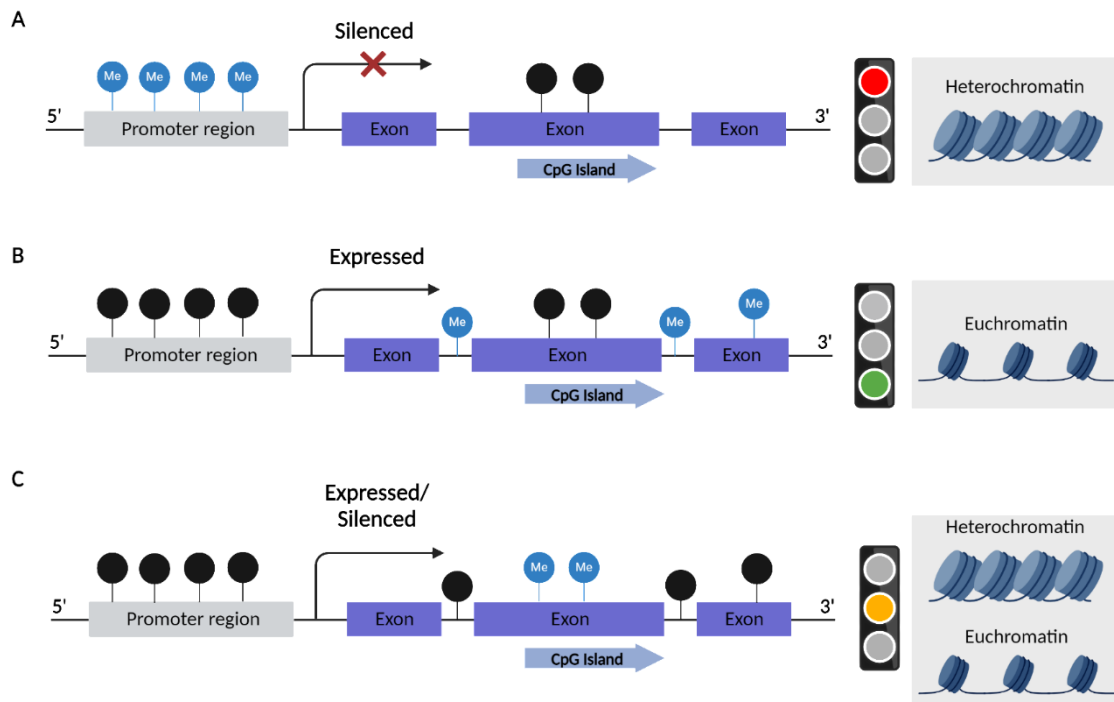 A
Silenced
Me Me Me Me
Heterochromatin
5' Promoter region Exon Exon Exon 3'
CpG Island
B
Expressed
Me Me Me
Euchromatin
5' Promoter region Exon Exon Exon 3'
CpG Island
C
Expressed/
Silenced
Heterochromatin
Me Me
5' Promoter region Exon Exon Exon 3'
Euchromatin
CpG Island